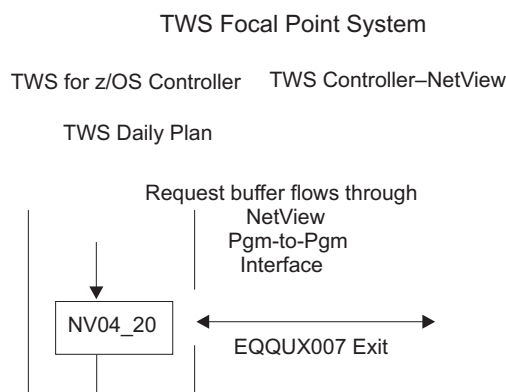 TWS Focal Point System
TWS for z/OS Controller
TWS Controller–NetView
TWS Daily Plan
Request buffer flows through
NetView
Pgm-to-Pgm
Interface
NV04_20
EQQUX007 Exit